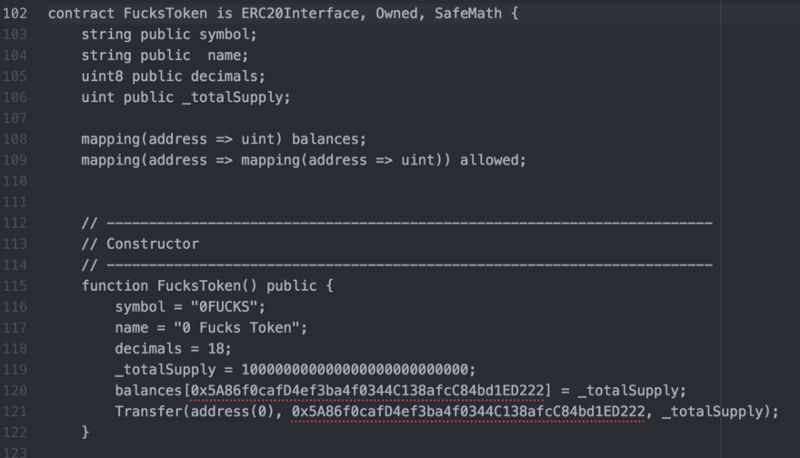 102 contract FucksToken is ERC20Interface, Owned, SafeMath {
103 string public symbol;
104 string public  name;
105 uint8 public decimals;
106 uint public _totalSupply;
107
108 mapping(address => uint) balances;
109 mapping(address => mapping(address => uint)) allowed;
110
111
112 // ------------------------------------------------------------------------
113 // Constructor
114 // ------------------------------------------------------------------------
115 function FucksToken() public {
116 symbol = "0FUCKS";
117 name = "0 Fucks Token";
118 decimals = 18;
119 _totalSupply = 100000000000000000000000000;
120 balances[0x5A86f0cafD4ef3ba4f0344C138afcC84bd1ED222] = _totalSupply;
121 Transfer(address(0), 0x5A86f0cafD4ef3ba4f0344C138afcC84bd1ED222, _totalSupply);
122 }
123